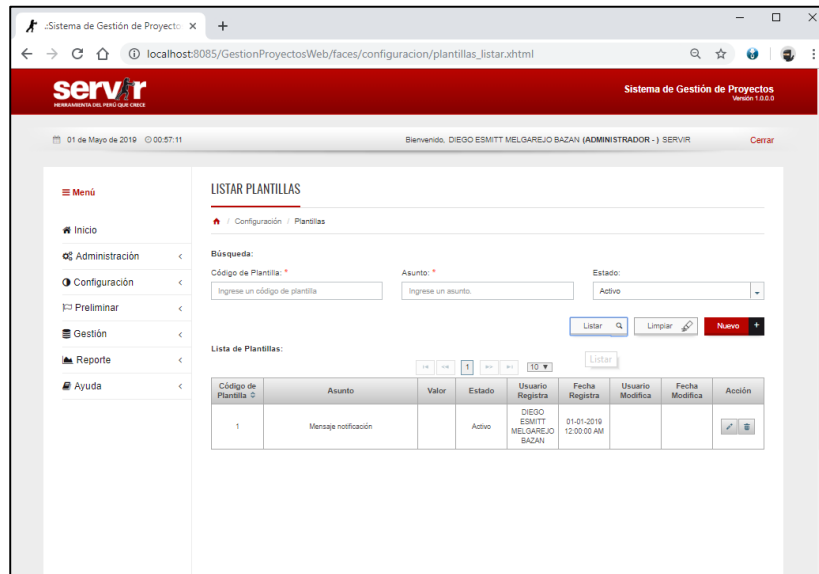 .:Sistema de Gestión de Proyecto
localhost:8085/GestionProyectosWeb/faces/configuracion/plantillas_listar.xhtml
servir
HERRAMIENTA DEL PERÚ QUE CRECE
Sistema de Gestión de Proyectos
Versión 1.0.0.0
01 de Mayo de 2019 00:57:11
Bienvenido, DIEGO ESMITT MELGAREJO BAZAN (ADMINISTRADOR - ) SERVIR
Cerrar
Menú
Inicio
Administración
Configuración
Preliminar
Gestión
Reporte
Ayuda
LISTAR PLANTILLAS
/ Configuración / Plantillas
Búsqueda:
Código de Plantilla: * Asunto: * Estado:
Ingrese un código de plantilla Ingrese un asunto. Activo
Listar Limpiar Nuevo +
Lista de Plantillas:
1 10
Listar
Código de Plantilla Asunto Valor Estado Usuario Registra Fecha Registra Usuario Modifica Fecha Modifica Acción
1 Mensaje notificación Activo DIEGO ESMITT MELGAREJO BAZAN 01-01-2019 12:00:00 AM